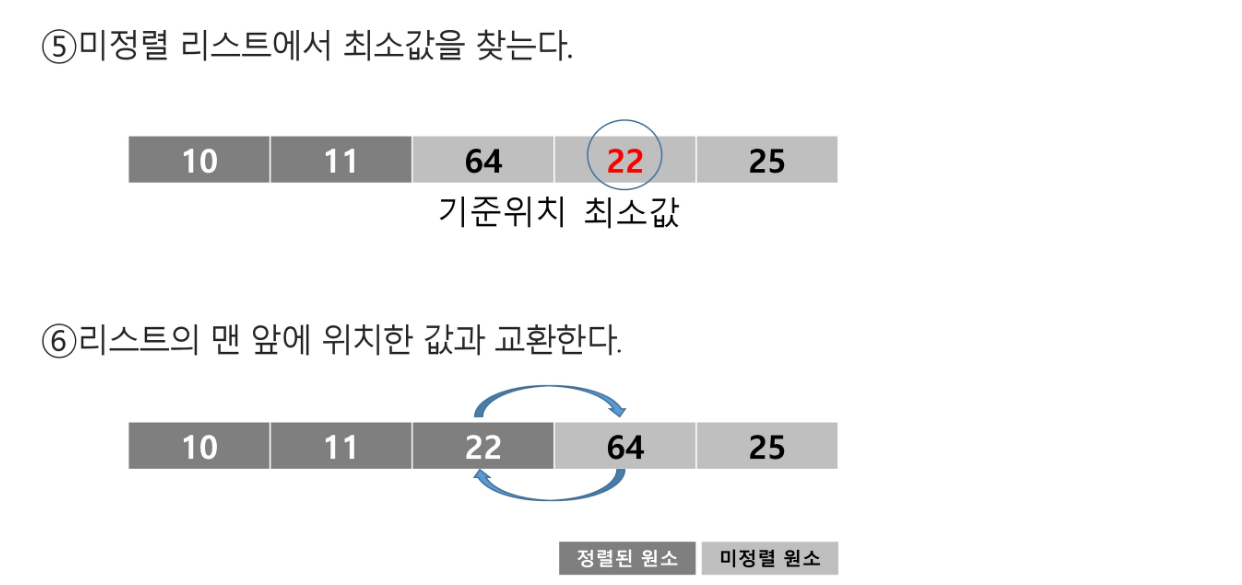 ⑤미정렬 리스트에서 최소값을 찾는다.
10 11 64 22 25
기준위치 최소값
⑥리스트의 맨 앞에 위치한 값과 교환한다.
10 11 22 64 25
정렬된 원소 미정렬 원소